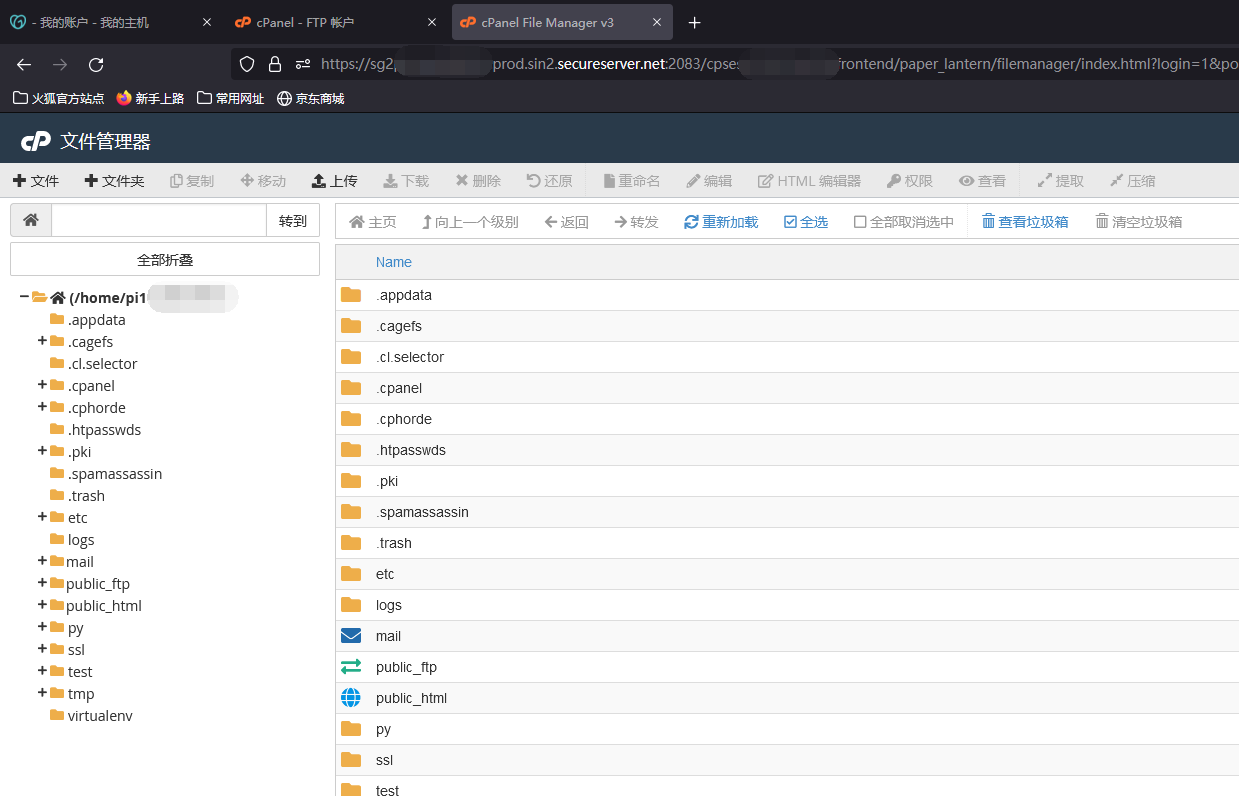 - 我的账户 - 我的主机
cPanel - FTP 帐户
cPanel File Manager v3
https://sg2
prod.sin2.secureserver.net:2083/cpses
frontend/paper_lantern/filemanager/index.html?login=1&po
火狐官方站点 新手上路 常用网址 京东商城
cP 文件管理器
文件 文件夹 复制 移动 上传 下载 删除 还原 重命名 编辑 HTML 编辑器 权限 查看 提取 压缩
转到
主页 向上一个级别 返回 转发 重新加载 全选 全部取消选中 查看垃圾箱 清空垃圾箱
全部折叠
(/home/pi1
.appdata
.cagefs
.cl.selector
.cpanel
.cphorde
.htpasswds
.pki
.spamassassin
.trash
etc
logs
mail
public_ftp
public_html
py
ssl
test
tmp
virtualenv
Name
.appdata
.cagefs
.cl.selector
.cpanel
.cphorde
.htpasswds
.pki
.spamassassin
.trash
etc
logs
mail
public_ftp
public_html
py
ssl
test